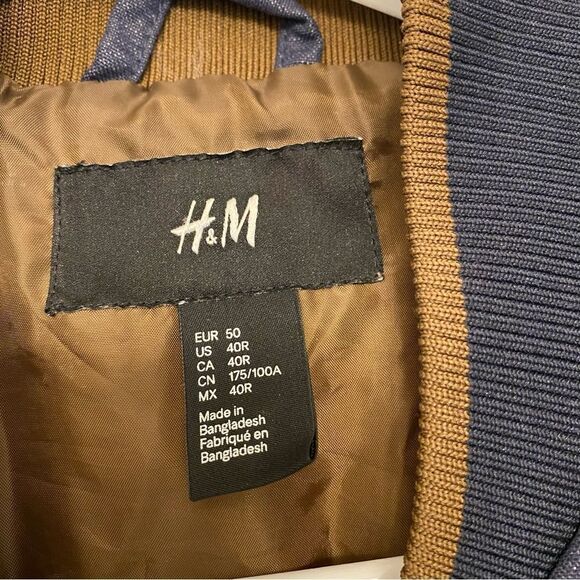 H&M
EUR 50
US 40R
CA 40R
CN 175/100A
MX 40R
Made in
Bangladesh
Fabriqué en
Bangladesh